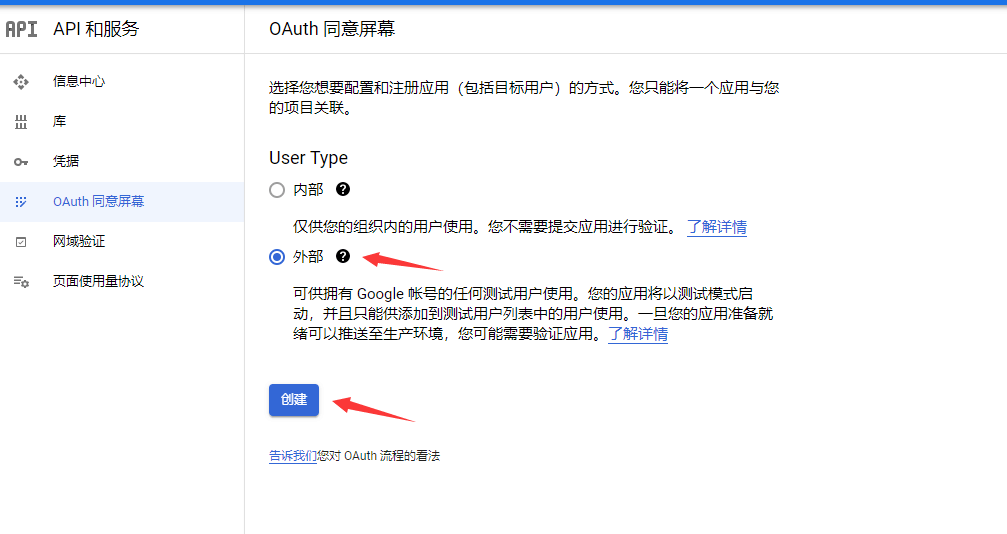 API API 和服务
OAuth 同意屏幕
信息中心
库
凭据
OAuth 同意屏幕
网域验证
页面使用量协议
选择您想要配置和注册应用（包括目标用户）的方式。您只能将一个应用与您
的项目关联。
User Type
内部 ?
仅供您的组织内的用户使用。您不需要提交应用进行验证。 了解详情
外部 ?
可供拥有 Google 帐号的任何测试用户使用。您的应用将以测试模式启
动，并且只能供添加到测试用户列表中的用户使用。一旦您的应用准备就
绪可以推送至生产环境，您可能需要验证应用。了解详情
创建
告诉我们您对 OAuth 流程的看法